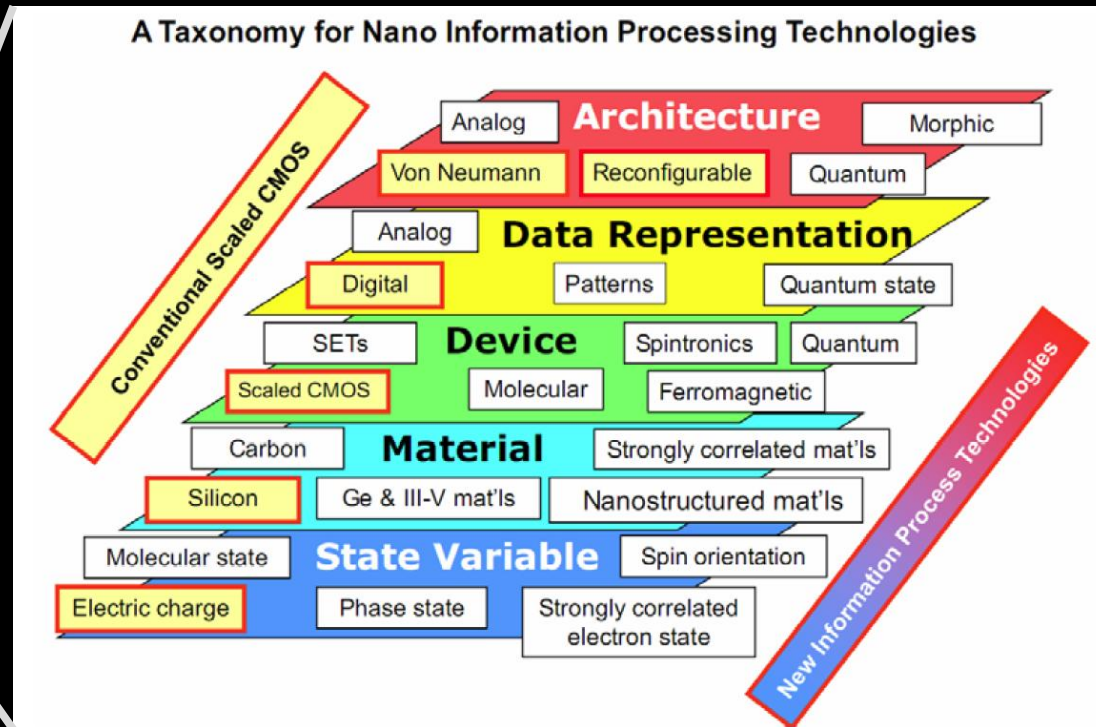 A Taxonomy for Nano Information Processing Technologies
Conventional Scaled CMOS
Analog
Architecture
Morphic
Von Neumann
Reconfigurable
Quantum
Analog
Data Representation
Digital
Patterns
Quantum state
SETs
Device
Spintronics
Quantum
Scaled CMOS
Molecular
Ferromagnetic
Carbon
Material
Strongly correlated mat'ls
Silicon
Ge & III-V mat'ls
Nanostructured mat'ls
Molecular state
State Variable
Spin orientation
Electric charge
Phase state
Strongly correlated
electron state
New Information Process Technologies